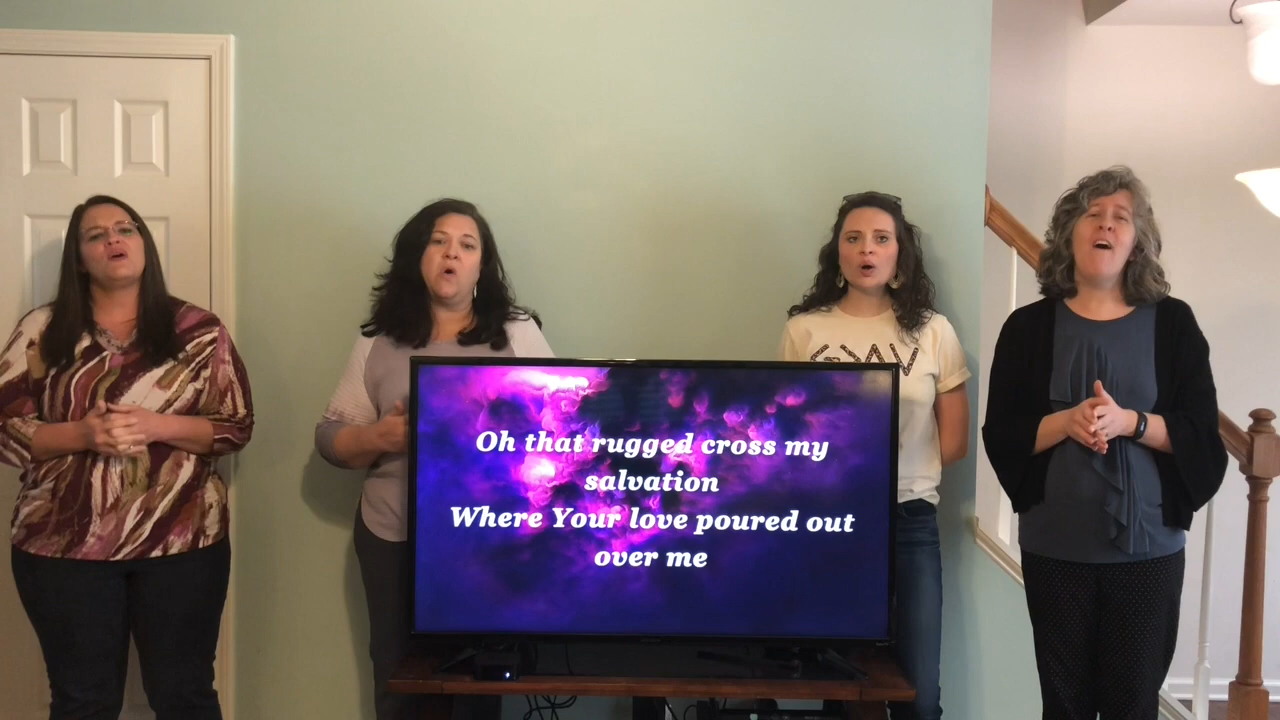 Oh that rugged cross my
salvation
Where Your love poured out
over me